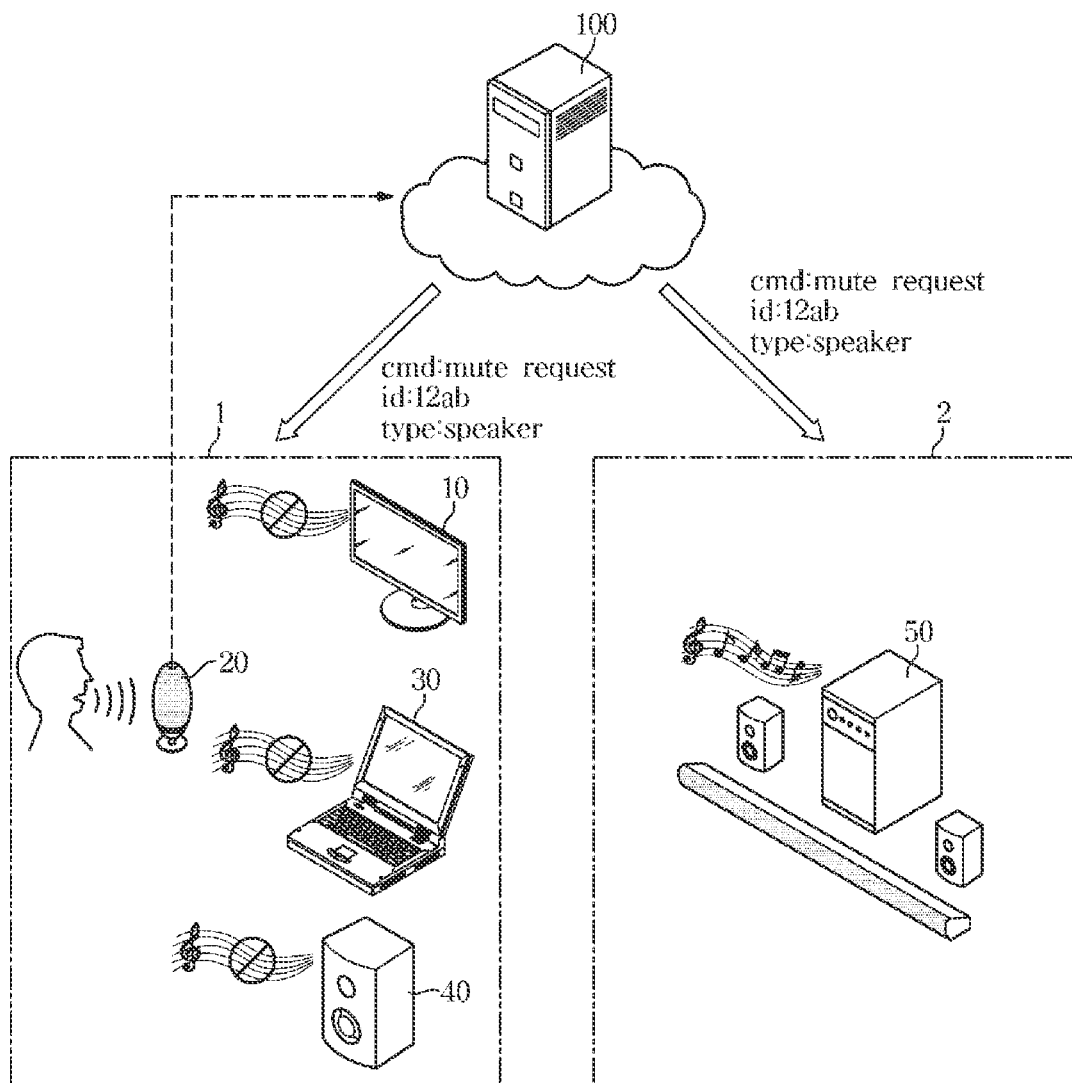 100
cmd:mute request
id:12ab
type:speaker
cmd:mute request
id:12ab
type:speaker
1
2
10
20
30
40
50